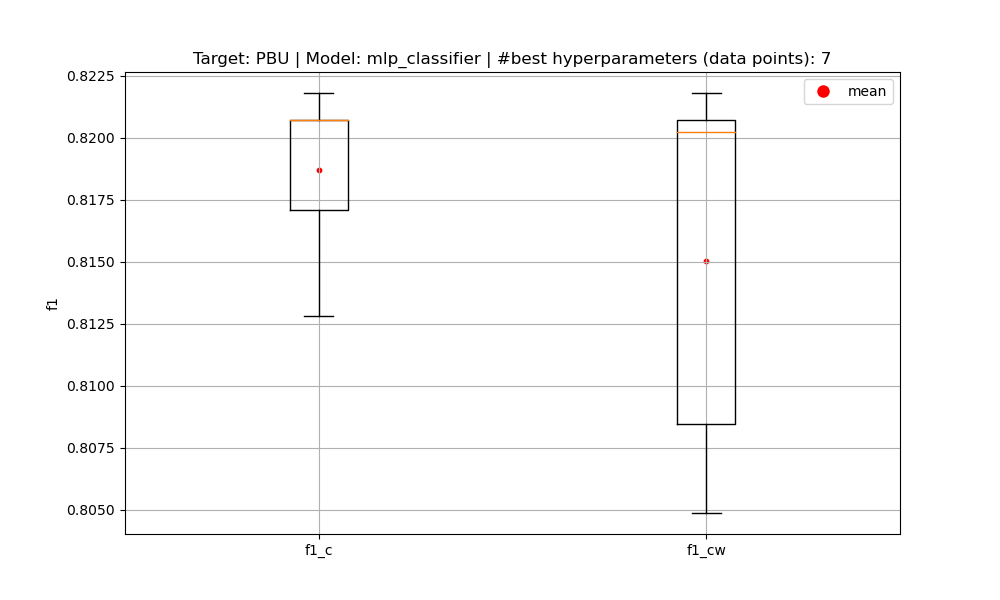 Target: PBU | Model: mlp_classifier | #best hyperparameters (data points): 7
mean
0.8225
0.8200
0.8175
0.8150
0.8125
0.8100
0.8075
0.8050
f1
f1_c
f1_cw